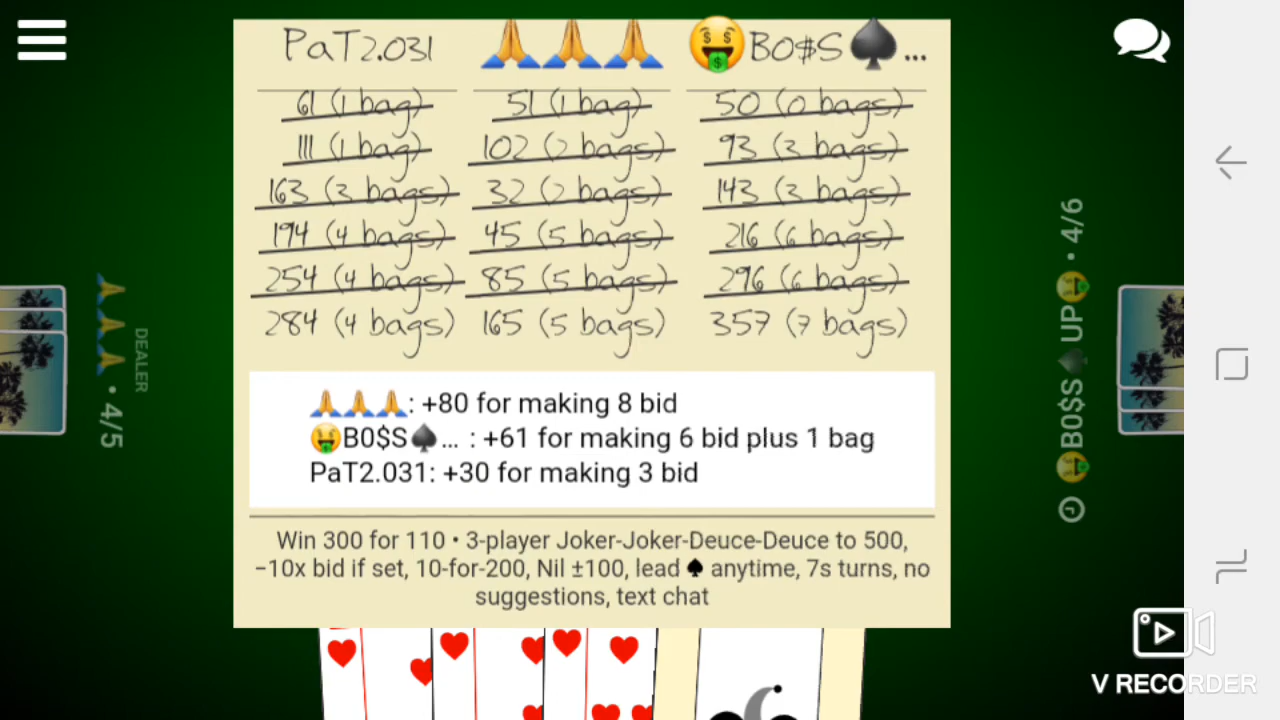 PaT2.031 🙏🙏🙏 🤑BO$S♠...
61 (1 bag) 51 (1 bag) 50 (0 bags)
111 (1 bag) 102 (2 bags) 93 (3 bags)
163 (3 bags) 32 (2 bags) 143 (3 bags)
194 (4 bags) 45 (5 bags) 216 (6 bags)
254 (4 bags) 85 (5 bags) 296 (6 bags)
284 (4 bags) 165 (5 bags) 357 (7 bags)
🙏🙏🙏: +80 for making 8 bid
🤑B0$S♠... : +61 for making 6 bid plus 1 bag
PaT2.031: +30 for making 3 bid
Win 300 for 110 • 3-player Joker-Joker-Deuce-Deuce to 500,
−10x bid if set, 10-for-200, Nil ±100, lead ♠ anytime, 7s turns, no
suggestions, text chat
🙏🙏🙏 • 4/5
DEALER
🤑B0$S♠UP🤑 • 4/6
V RECORDER